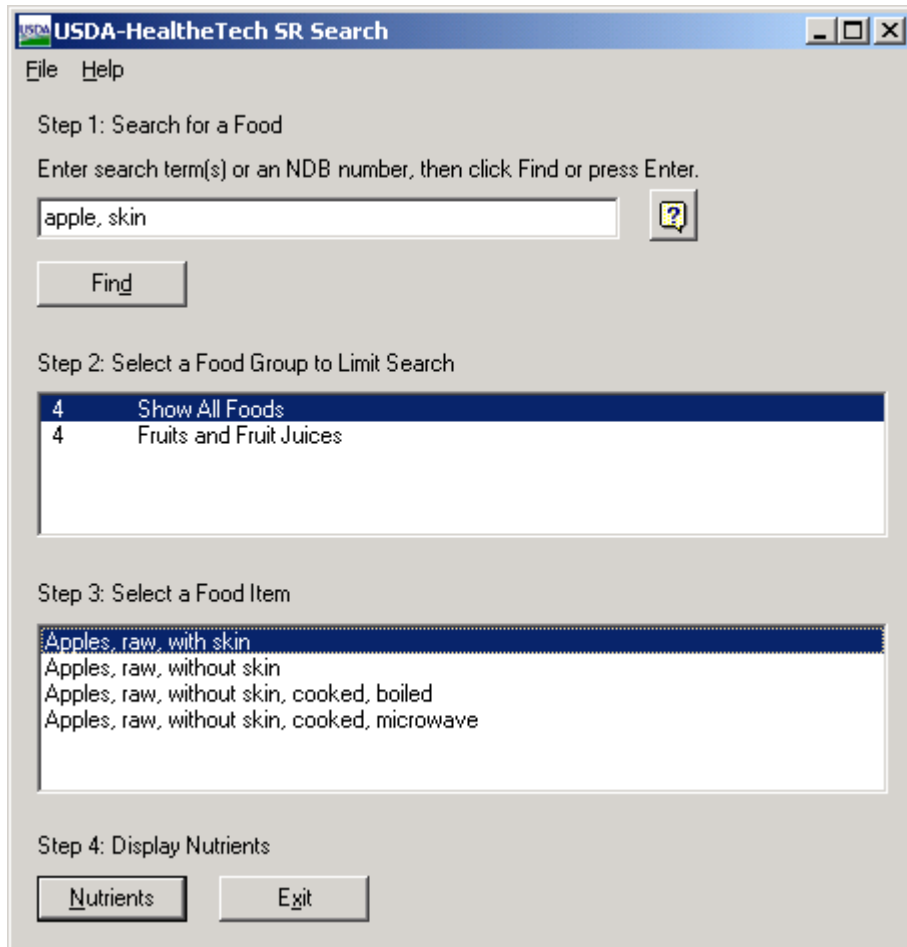 USDA USDA-HealtheTech SR Search
File Help
Step 1: Search for a Food
Enter search term(s) or an NDB number, then click Find or press Enter.
apple, skin
?
Find
Step 2: Select a Food Group to Limit Search
4 Show All Foods
4 Fruits and Fruit Juices
Step 3: Select a Food Item
Apples, raw, with skin
Apples, raw, without skin
Apples, raw, without skin, cooked, boiled
Apples, raw, without skin, cooked, microwave
Step 4: Display Nutrients
Nutrients Exit